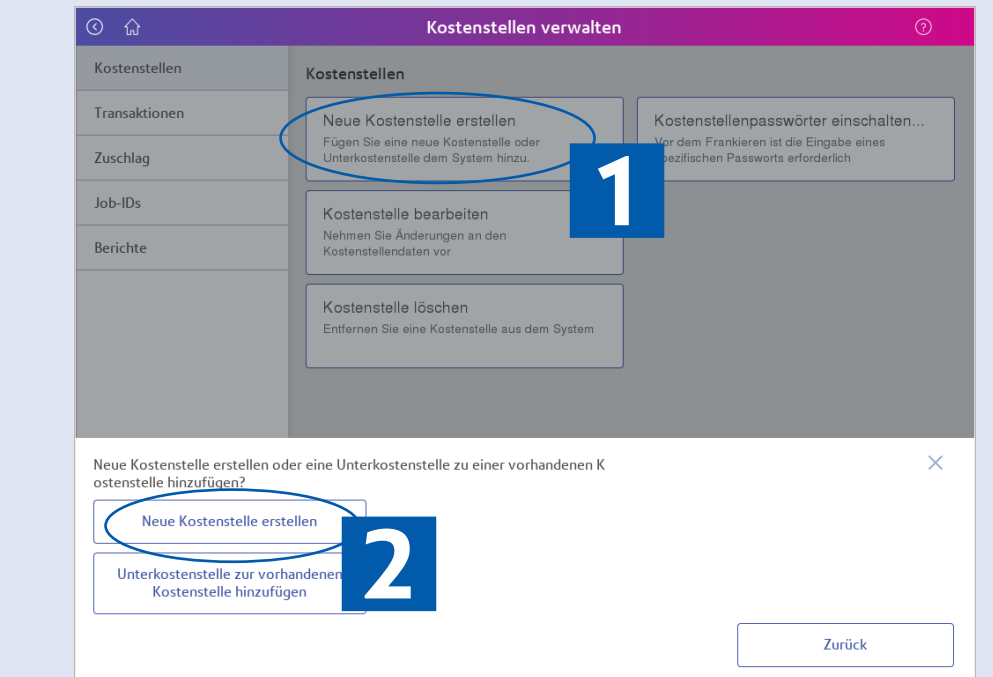 Kostenstellen verwalten
Kostenstellen
Transaktionen
Zuschlag
Job-IDs
Berichte
Kostenstellen
Neue Kostenstelle erstellen
Fügen Sie eine neue Kostenstelle oder
Unterkostenstelle dem System hinzu.
1
Kostenstellenpasswörter einschalten...
Vor dem Frankieren ist die Eingabe eines
spezifischen Passworts erforderlich
Kostenstelle bearbeiten
Nehmen Sie Änderungen an den
Kostenstellendaten vor
Kostenstelle löschen
Entfernen Sie eine Kostenstelle aus dem System
Neue Kostenstelle erstellen oder eine Unterkostenstelle zu einer vorhandenen K
ostenstelle hinzufügen?
Neue Kostenstelle erstellen
2
Unterkostenstelle zur vorhandenen
Kostenstelle hinzufügen
Zurück